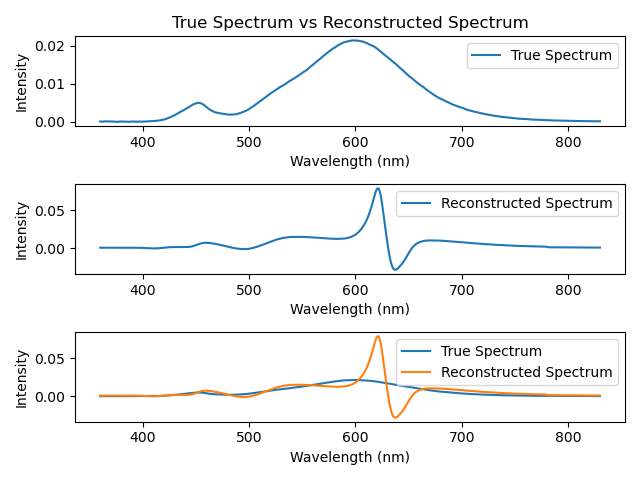 True Spectrum vs Reconstructed Spectrum
0.02
0.01
0.00
Intensity
True Spectrum
400 500 600 700 800
Wavelength (nm)
0.05
0.00
Intensity
Reconstructed Spectrum
400 500 600 700 800
Wavelength (nm)
0.05
0.00
Intensity
True Spectrum
Reconstructed Spectrum
400 500 600 700 800
Wavelength (nm)